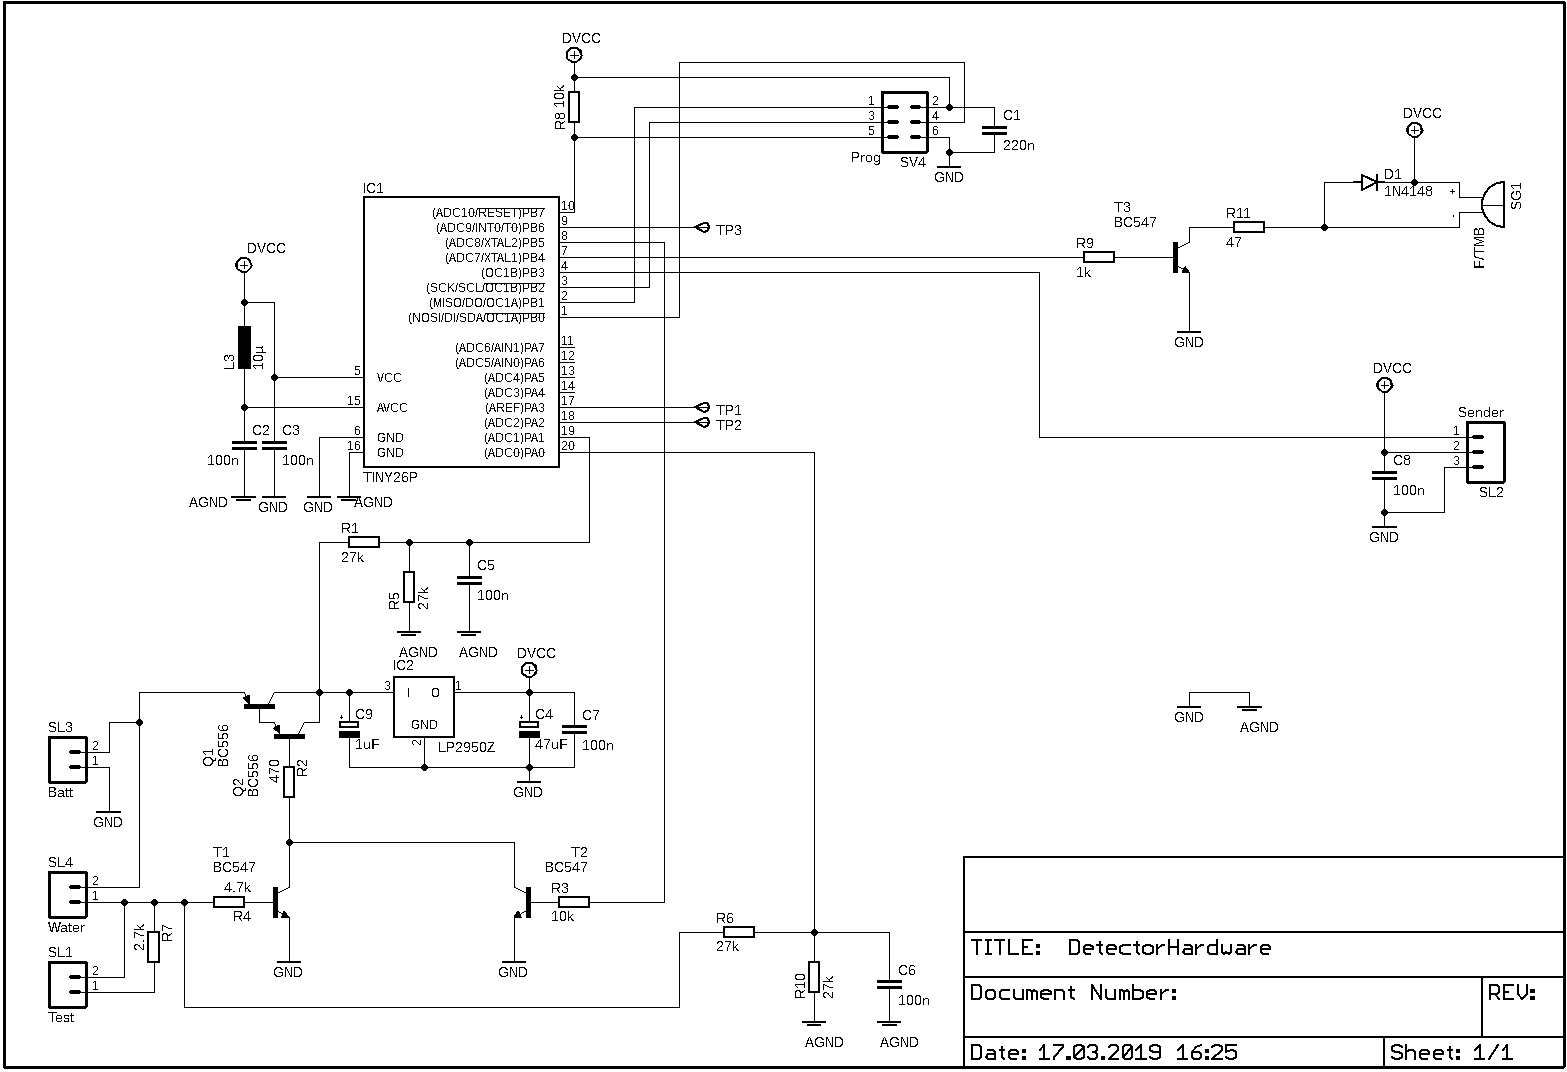 DVCC
R8 10k
1
3
5
2
4
6
C1
220n
Prog
SV4
GND
DVCC
D1
1N4148
+
-
SG1
F/TMB
T3
BC547
R11
47
R9
1k
GND
IC1
(ADC10/RESET)PB7 10
(ADC9/INT0/T0)PB6 9
TP3
(ADC8/XTAL2)PB5 8
(ADC7/XTAL1)PB4 7
(OC1B)PB3 4
(SCK/SCL/OC1B)PB2 3
(MISO/DO/OC1A)PB1 2
(NOSI/DI/SDA/OC1A)PB0 1
(ADC6/AIN1)PA7 11
(ADC5/AIN0)PA6 12
(ADC4)PA5 13
(ADC3)PA4 14
(AREF)PA3 17
TP1
(ADC2)PA2 18
TP2
(ADC1)PA1 19
(ADC0)PA0 20
5 VCC
15 AVCC
6 GND
16 GND
TINY26P
DVCC
L3
10µ
C2
100n
C3
100n
AGND
GND
GND
AGND
DVCC
Sender
1
2
3
C8
100n
SL2
GND
R1
27k
R5
27k
C5
100n
AGND
AGND
IC2
3
I
O
1
GND
2
LP2950Z
DVCC
+
C9
1uF
+
C4
47uF
C7
100n
GND
Q1
BC556
Q2
BC556
470
R2
SL3
2
1
Batt
GND
GND
AGND
SL4
2
1
Water
T1
BC547
4.7k
R4
GND
T2
BC547
R3
10k
GND
2.7k
R7
SL1
2
1
Test
R6
27k
R10
27k
C6
100n
AGND
AGND
TITLE: DetectorHardware
Document Number:
REV:
Date: 17.03.2019 16:25
Sheet: 1/1